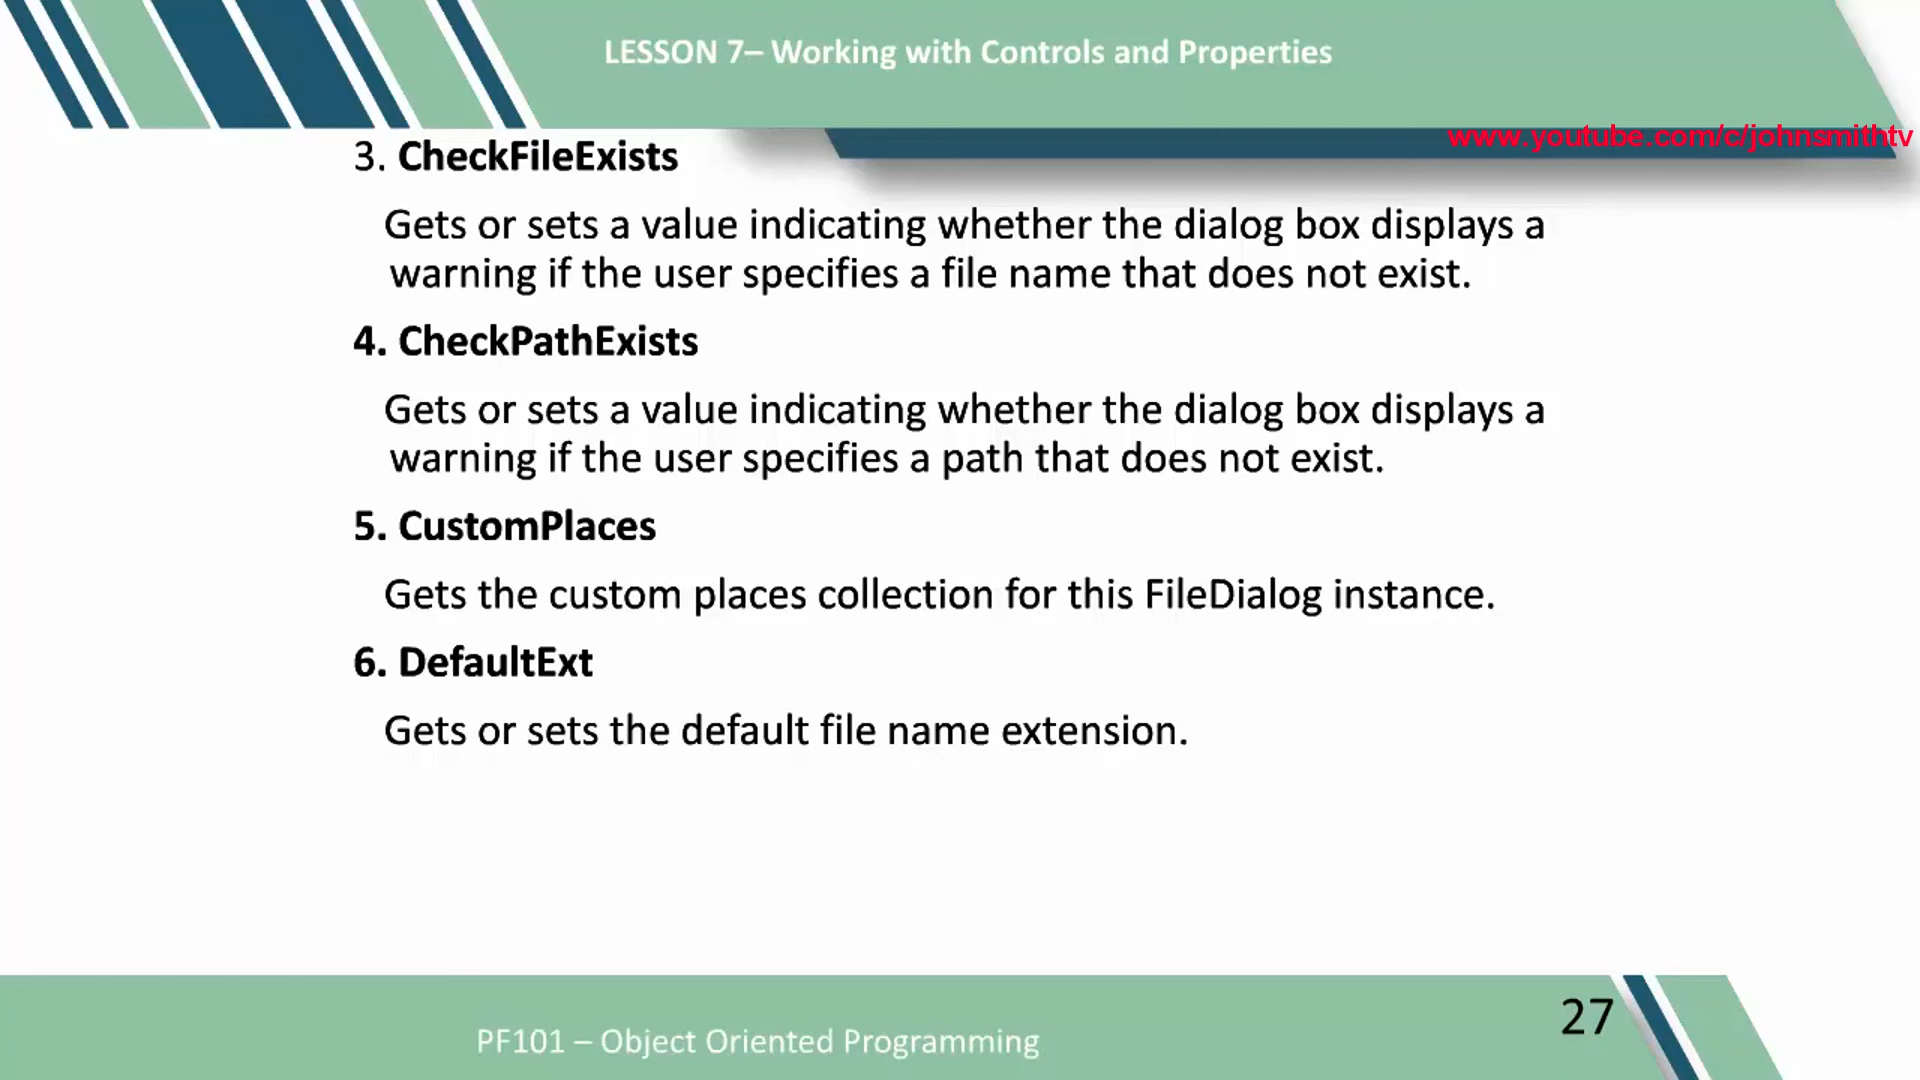 LESSON 7– Working with Controls and Properties
www.youtube.com/c/johnsmithtv
3. CheckFileExists
Gets or sets a value indicating whether the dialog box displays a
warning if the user specifies a file name that does not exist.
4. CheckPathExists
Gets or sets a value indicating whether the dialog box displays a
warning if the user specifies a path that does not exist.
5. CustomPlaces
Gets the custom places collection for this FileDialog instance.
6. DefaultExt
Gets or sets the default file name extension.
27
PF101 – Object Oriented Programming